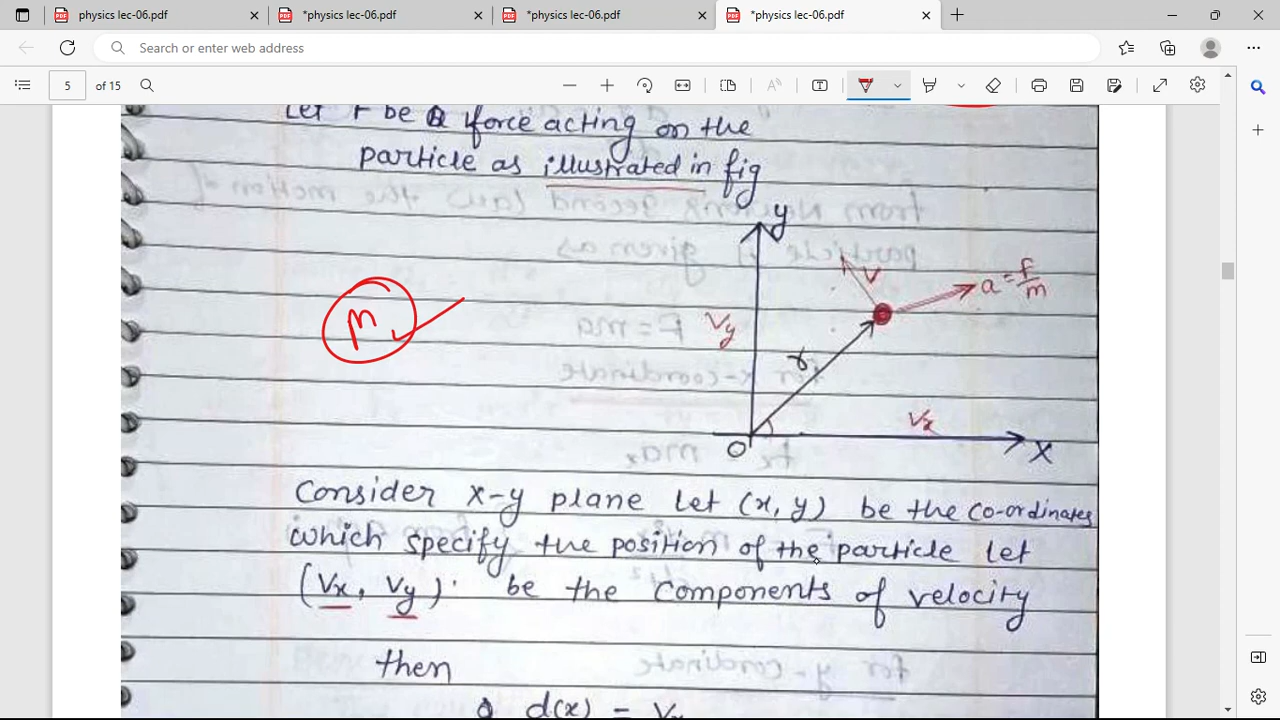 physics lec-06.pdf
*physics lec-06.pdf
*physics lec-06.pdf
*physics lec-06.pdf
Search or enter web address
5 of 15
Let F be a force acting on the
particle as illustrated in fig
y
V
a = F/m
m
Vy
r
Vx
O
X
Consider x-y plane let (x, y) be the co-ordinates
which specify the position of the particle let
(Vx, Vy) be the components of velocity
then
d(x) = Vx